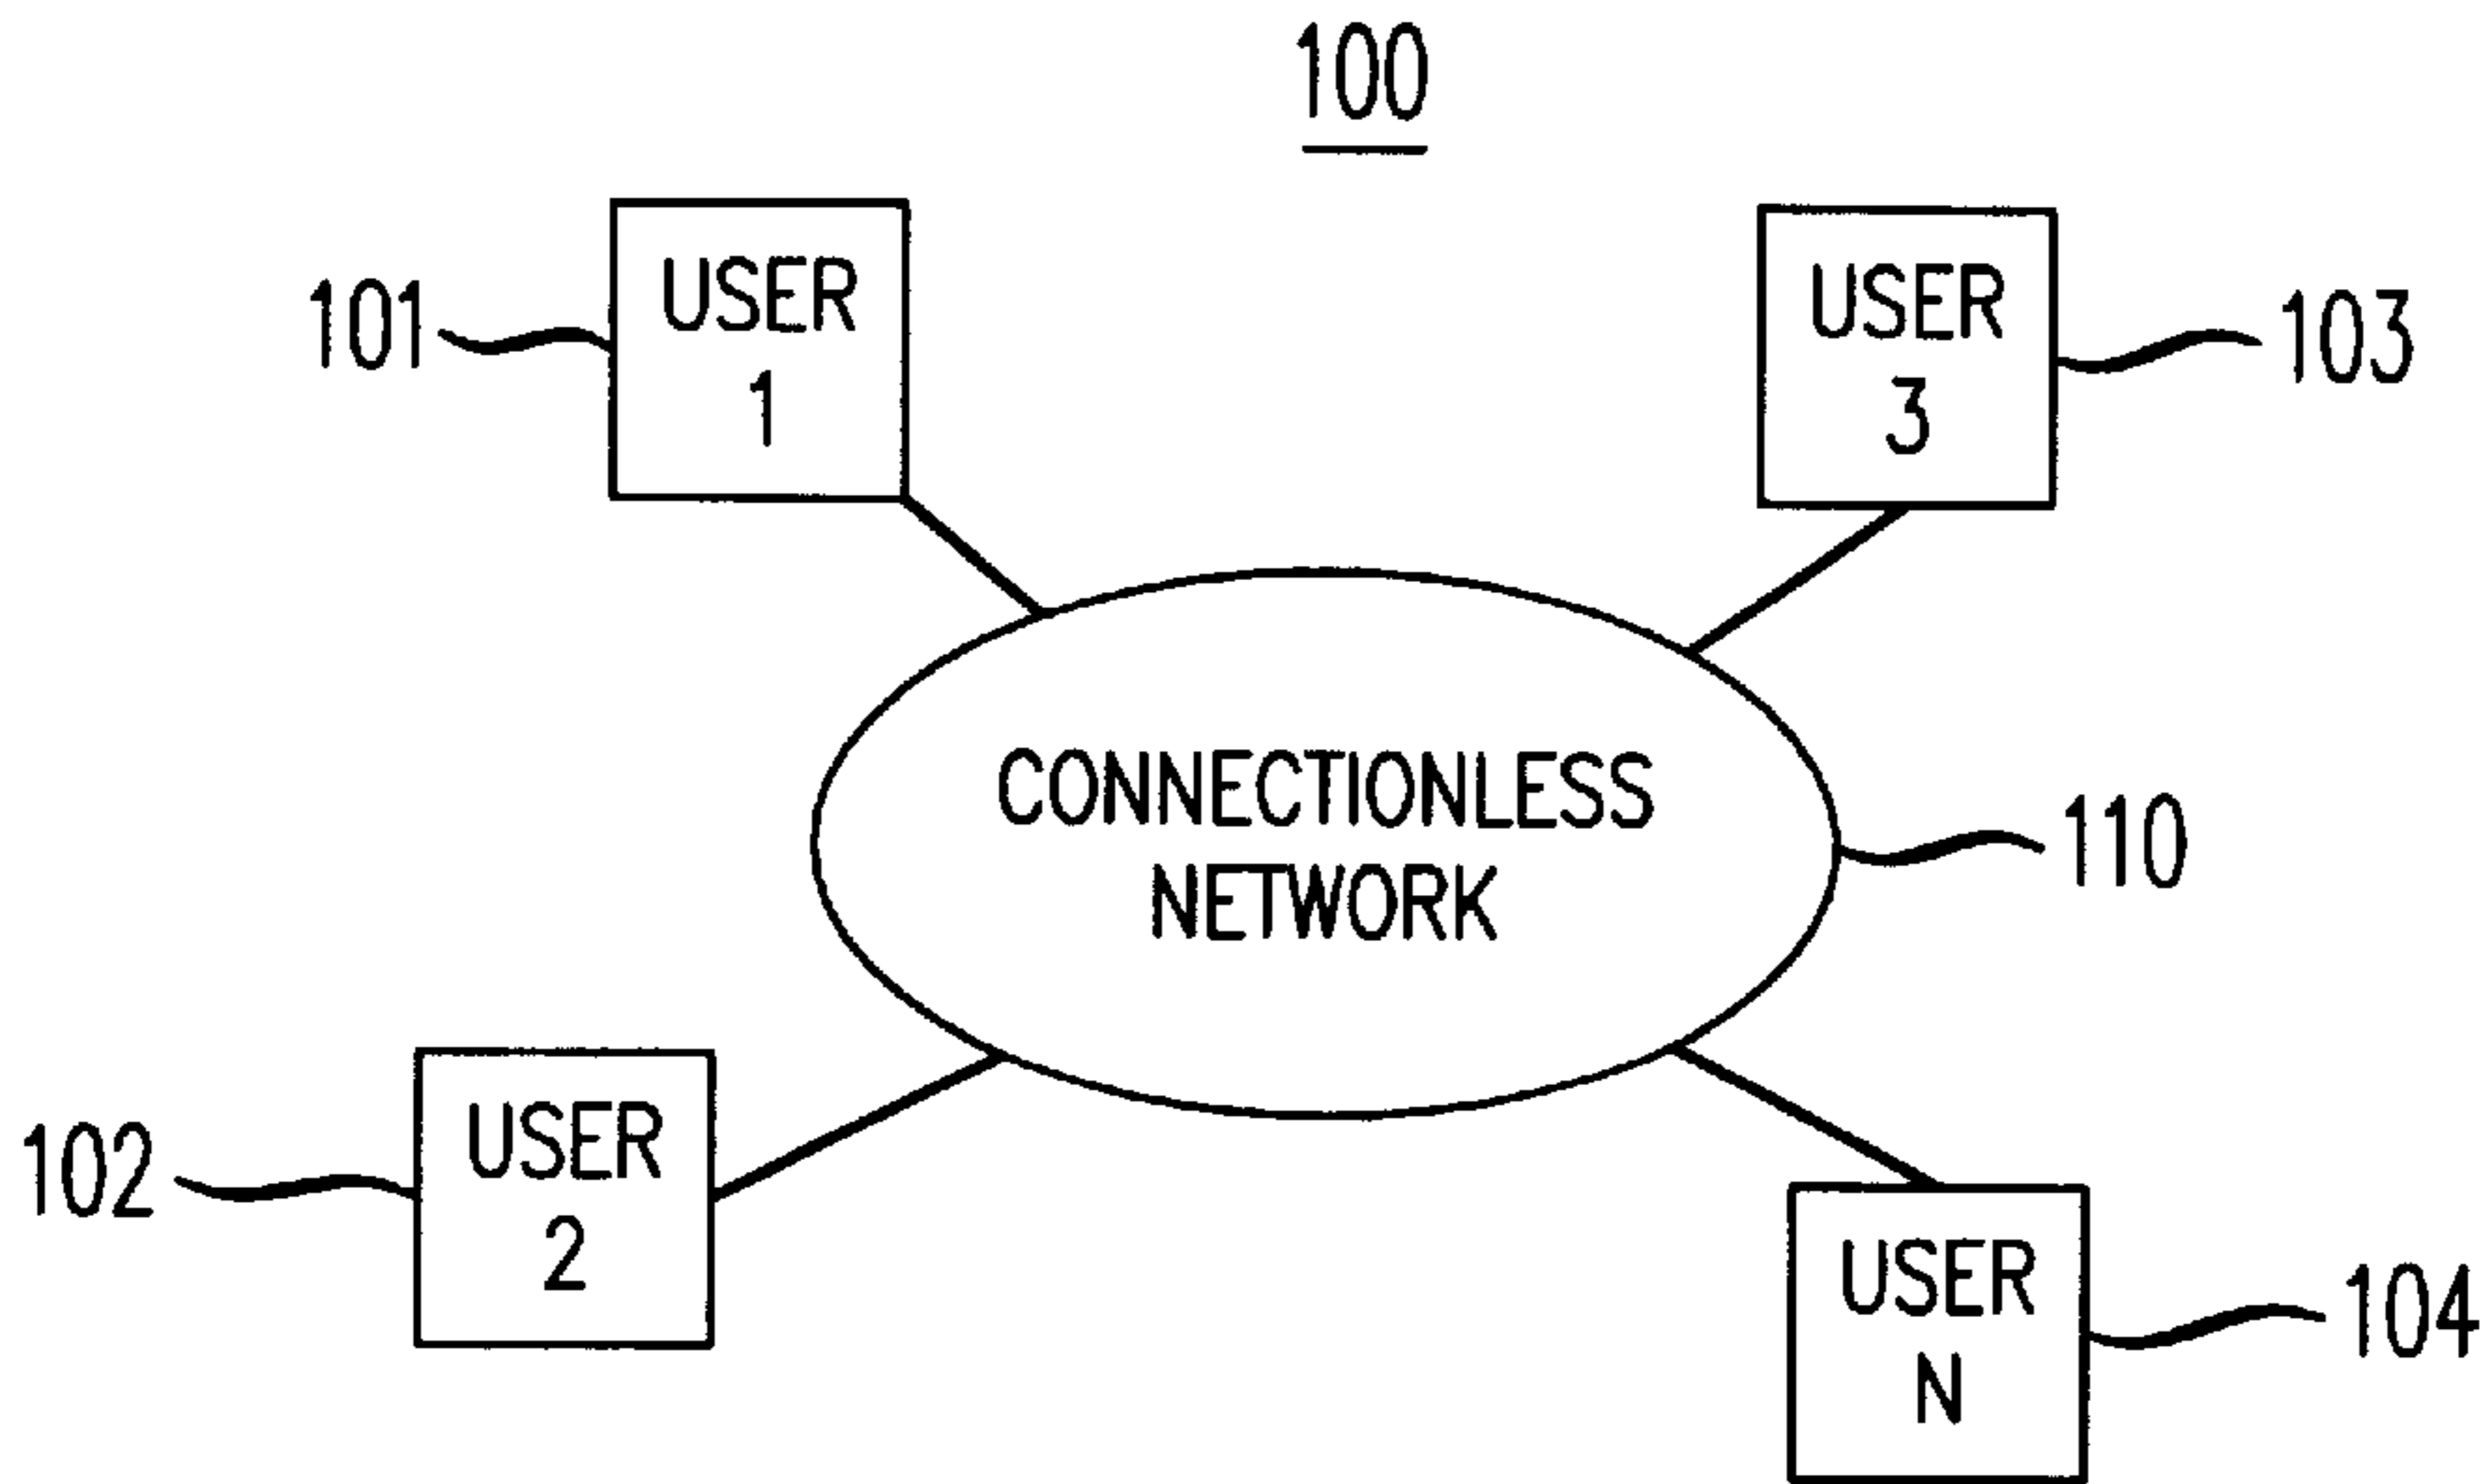 100
101
USER
1
USER
3
103
CONNECTIONLESS
NETWORK
110
102
USER
2
USER
N
104